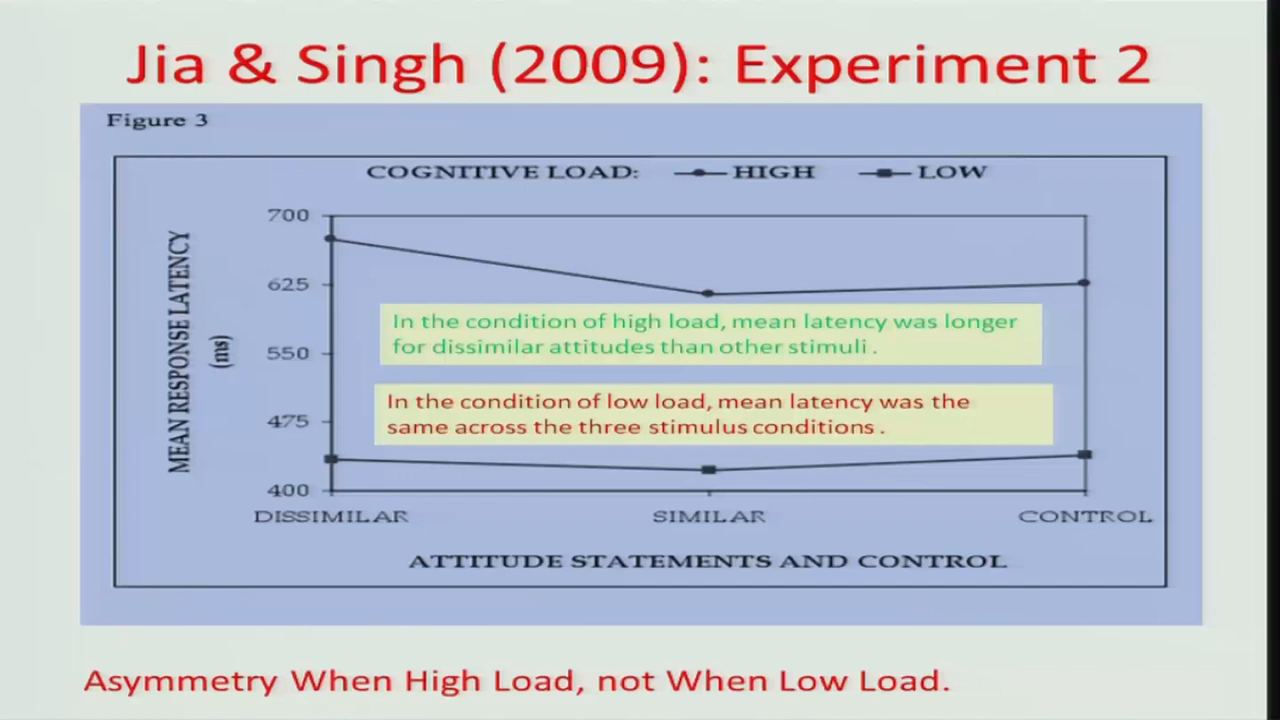 Jia & Singh (2009): Experiment 2
Figure 3
COGNITIVE LOAD: HIGH LOW
MEAN RESPONSE LATENCY
(ms)
700
625
550
475
400
In the condition of high load, mean latency was longer
for dissimilar attitudes than other stimuli .
In the condition of low load, mean latency was the
same across the three stimulus conditions .
DISSIMILAR SIMILAR CONTROL
ATTITUDE STATEMENTS AND CONTROL
Asymmetry When High Load, not When Low Load.